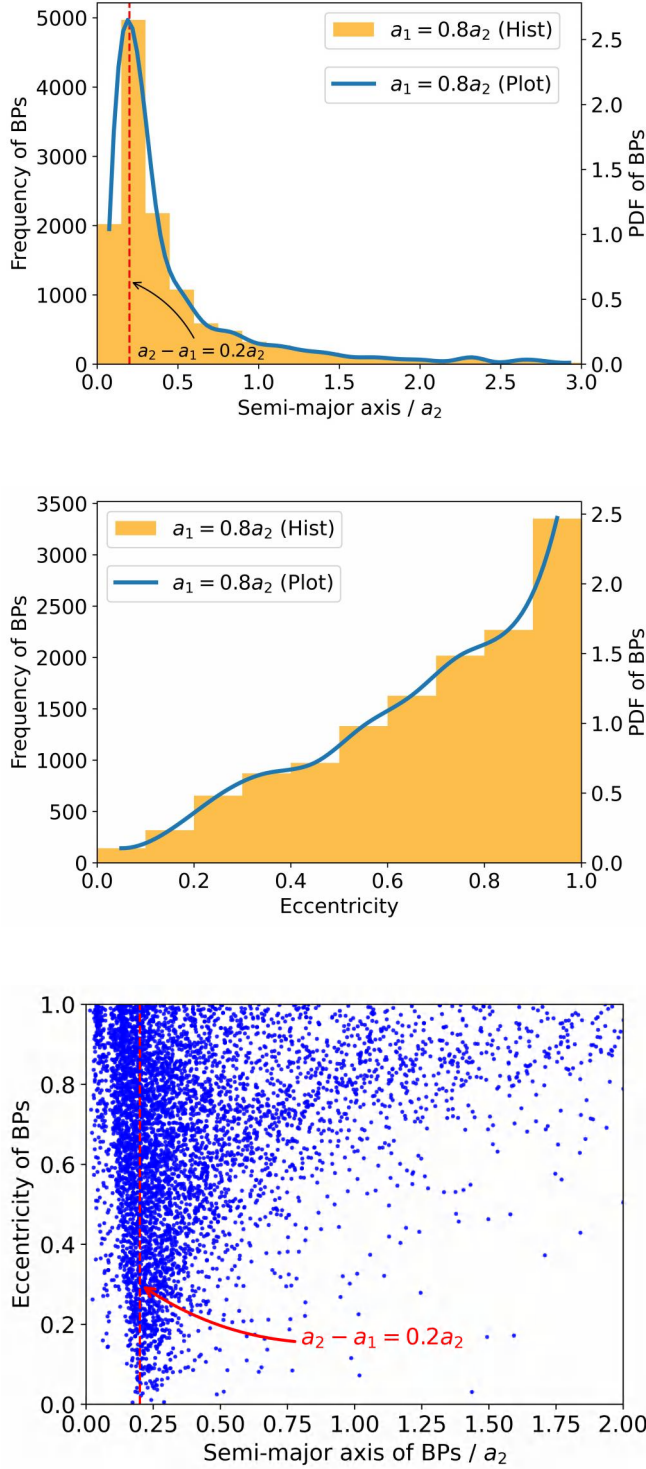 5000
4000
3000
2000
1000
0
Frequency of BPs
a₁ = 0.8a₂ (Hist)
a₁ = 0.8a₂ (Plot)
2.5
2.0
1.5
1.0
0.5
0.0
PDF of BPs
a₂ − a₁ = 0.2a₂
0.0 0.5 1.0 1.5 2.0 2.5 3.0
Semi-major axis / a₂
3500
3000
2500
2000
1500
1000
500
0
Frequency of BPs
a₁ = 0.8a₂ (Hist)
a₁ = 0.8a₂ (Plot)
2.5
2.0
1.5
1.0
0.5
0.0
PDF of BPs
0.0 0.2 0.4 0.6 0.8 1.0
Eccentricity
1.0
0.8
0.6
0.4
0.2
0.0
Eccentricity of BPs
a₂ − a₁ = 0.2a₂
0.00 0.25 0.50 0.75 1.00 1.25 1.50 1.75 2.00
Semi-major axis of BPs / a₂